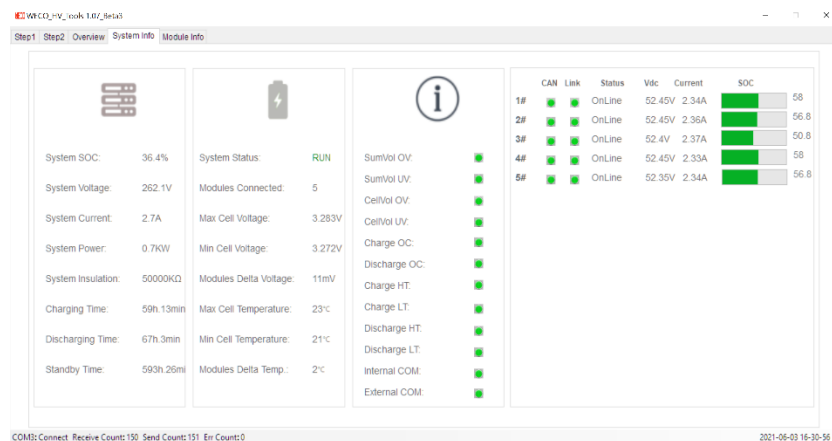 WECO_HV_Tools 1.07_Beta3
Step1 Step2 Overview System Info Module Info
System SOC: 36.4%
System Voltage: 262.1V
System Current: 2.7A
System Power: 0.7KW
System Insulation: 50000KΩ
Charging Time: 59h.13min
Discharging Time: 67h.3min
Standby Time: 593h.26mi
System Status: RUN
Modules Connected: 5
Max Cell Voltage: 3.283V
Min Cell Voltage: 3.272V
Modules Delta Voltage: 11mV
Max Cell Temperature: 23℃
Min Cell Temperature: 21℃
Modules Delta Temp.: 2℃
i
SumVol OV:
SumVol UV:
CellVol OV:
CellVol UV:
Charge OC:
Discharge OC:
Charge HT:
Charge LT:
Discharge HT:
Discharge LT:
Internal COM:
External COM:
CAN Link Status Vdc Current SOC
1# OnLine 52.45V 2.34A 58
2# OnLine 52.45V 2.36A 56.8
3# OnLine 52.4V 2.37A 50.8
4# OnLine 52.45V 2.33A 58
5# OnLine 52.35V 2.34A 56.8
COM3: Connect Receive Count: 150 Send Count: 151 Err Count: 0 2021-06-03 16-30-56